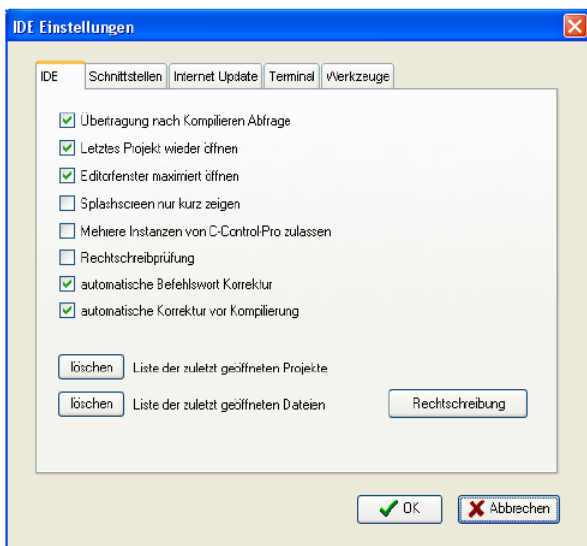 IDE Einstellungen
IDE Schnittstellen Internet Update Terminal Werkzeuge
Übertragung nach Kompilieren Abfrage
Letztes Projekt wieder öffnen
Editorfenster maximiert öffnen
Splashscreen nur kurz zeigen
Mehrere Instanzen von C-Control-Pro zulassen
Rechtschreibprüfung
automatische Befehlswort Korrektur
automatische Korrektur vor Kompilierung
löschen Liste der zuletzt geöffneten Projekte
löschen Liste der zuletzt geöffneten Dateien Rechtschreibung
OK Abbrechen